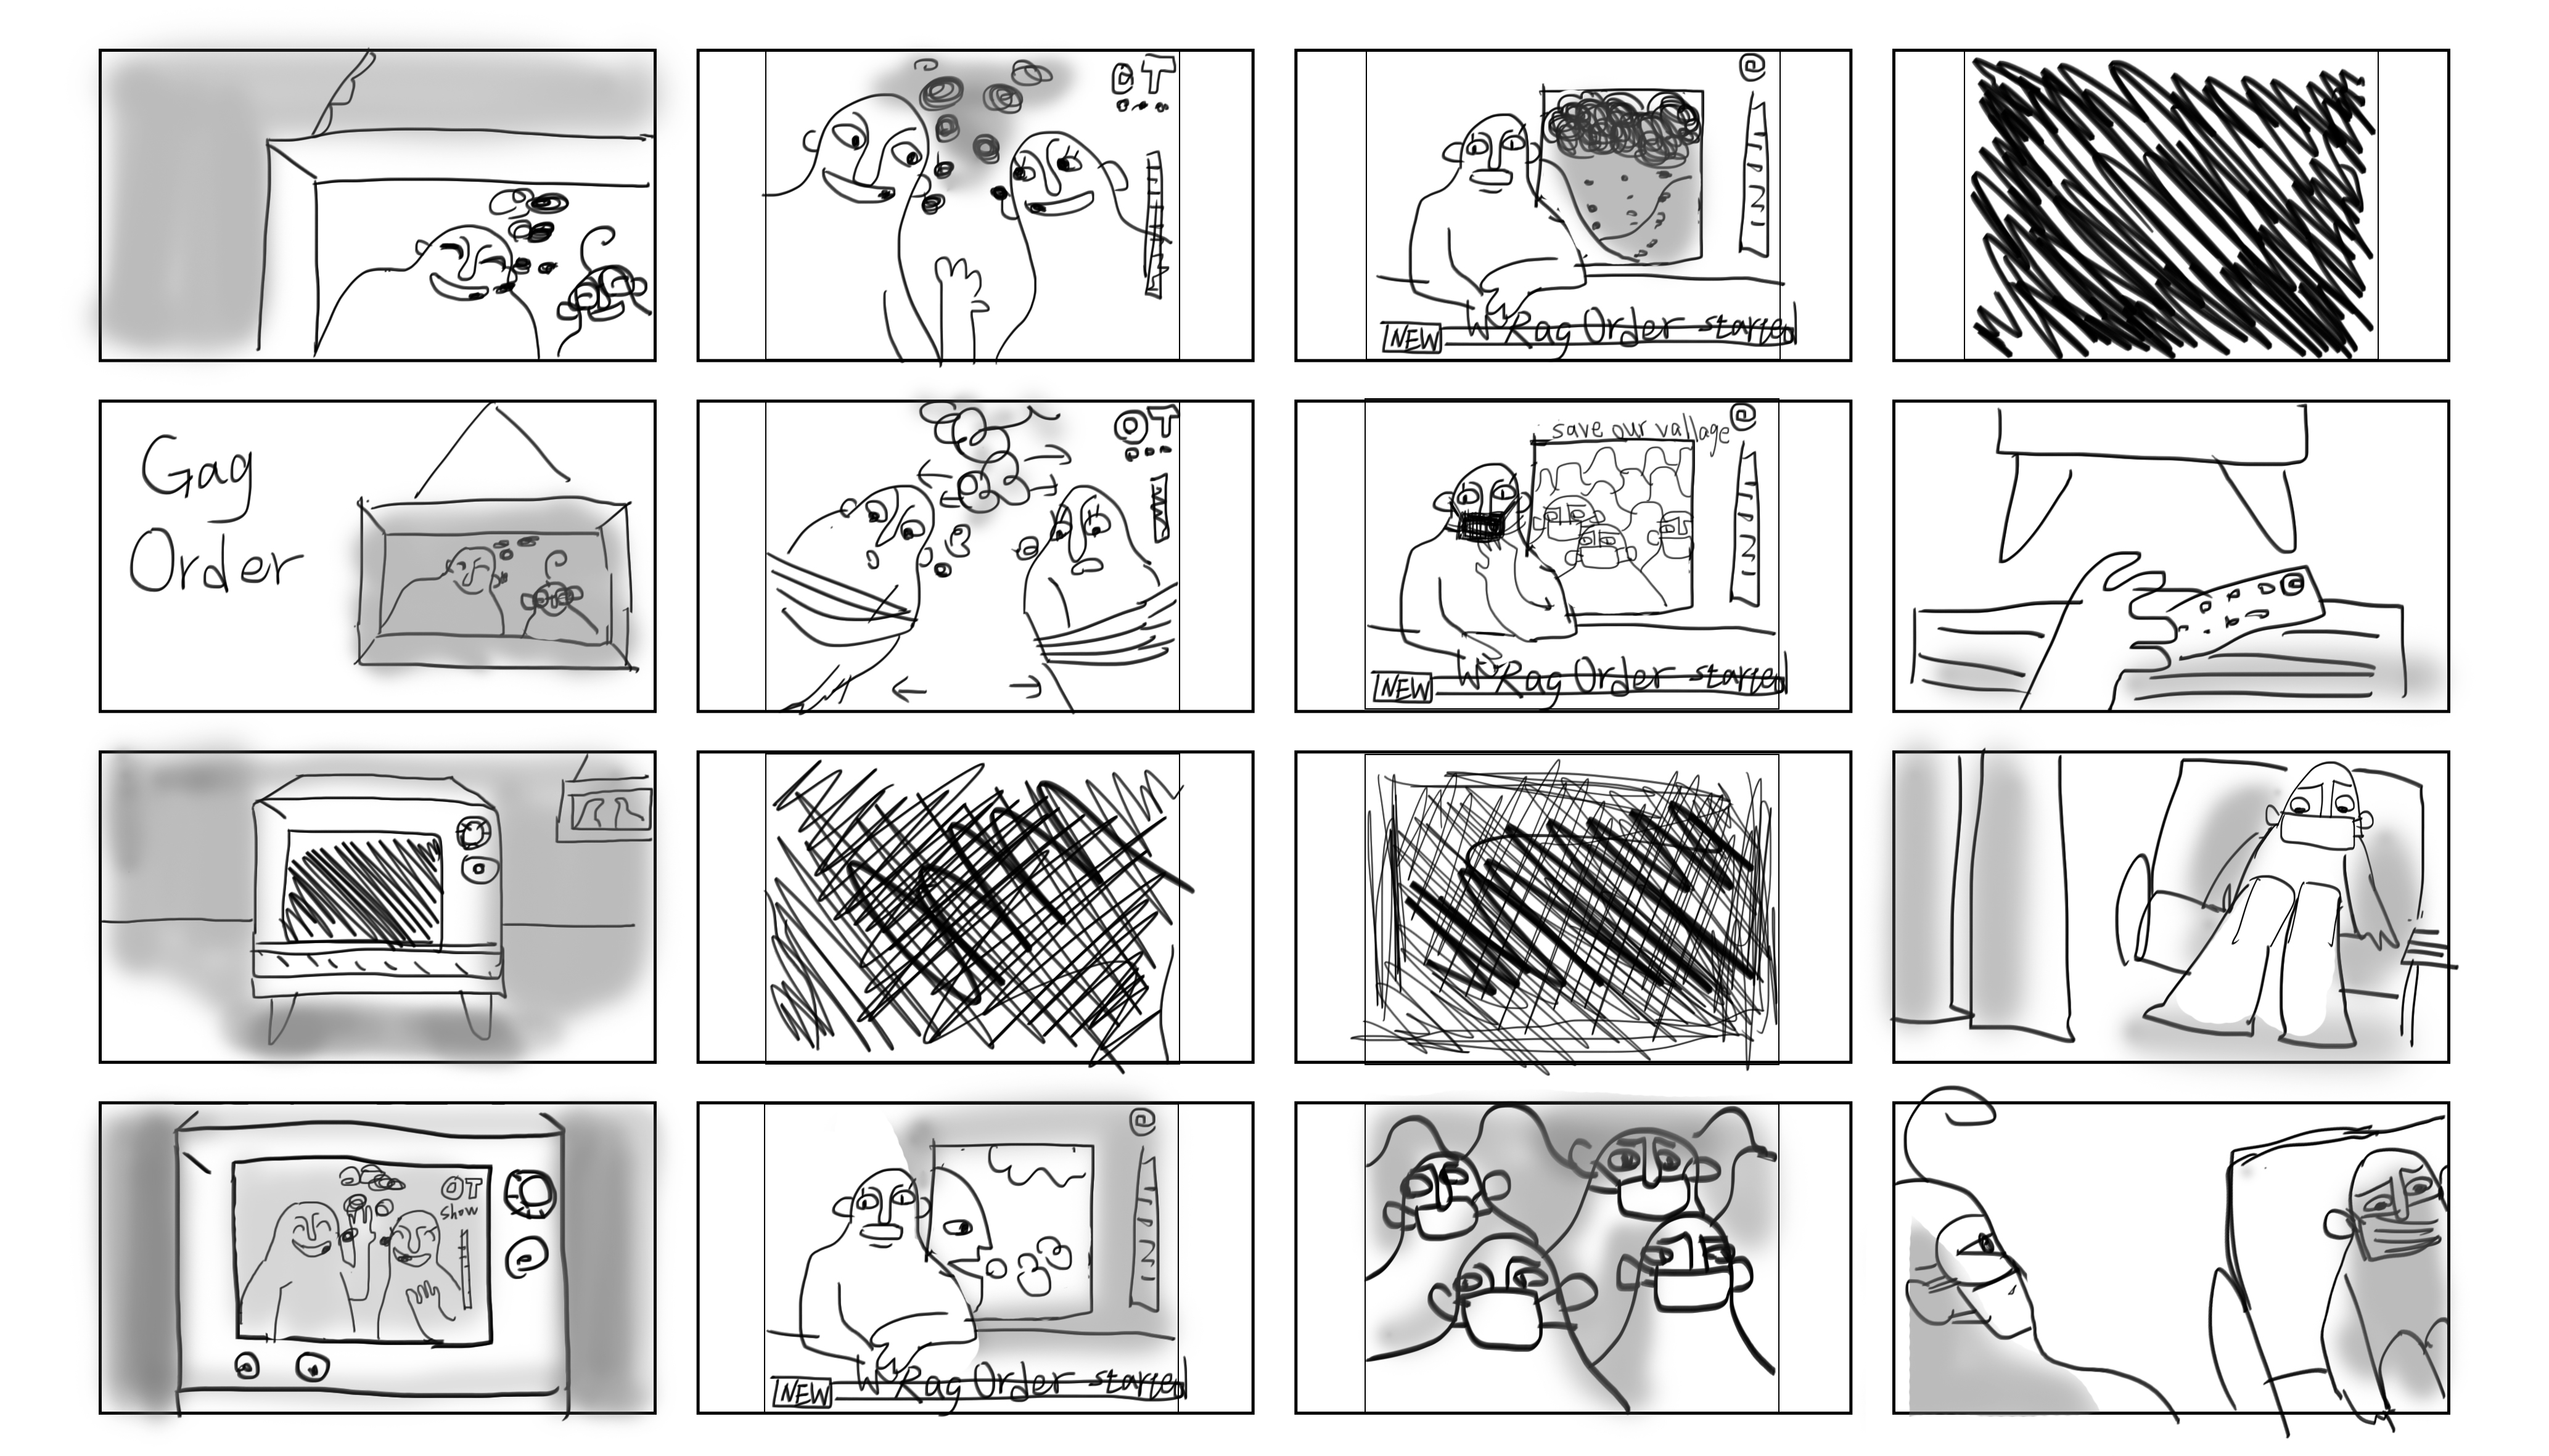 Gag
Order
OT
show
OT
OT
@
NEW W Rag Order started
@
NEW W Rag Order started
@
save our vallage
NEW W Rag Order started